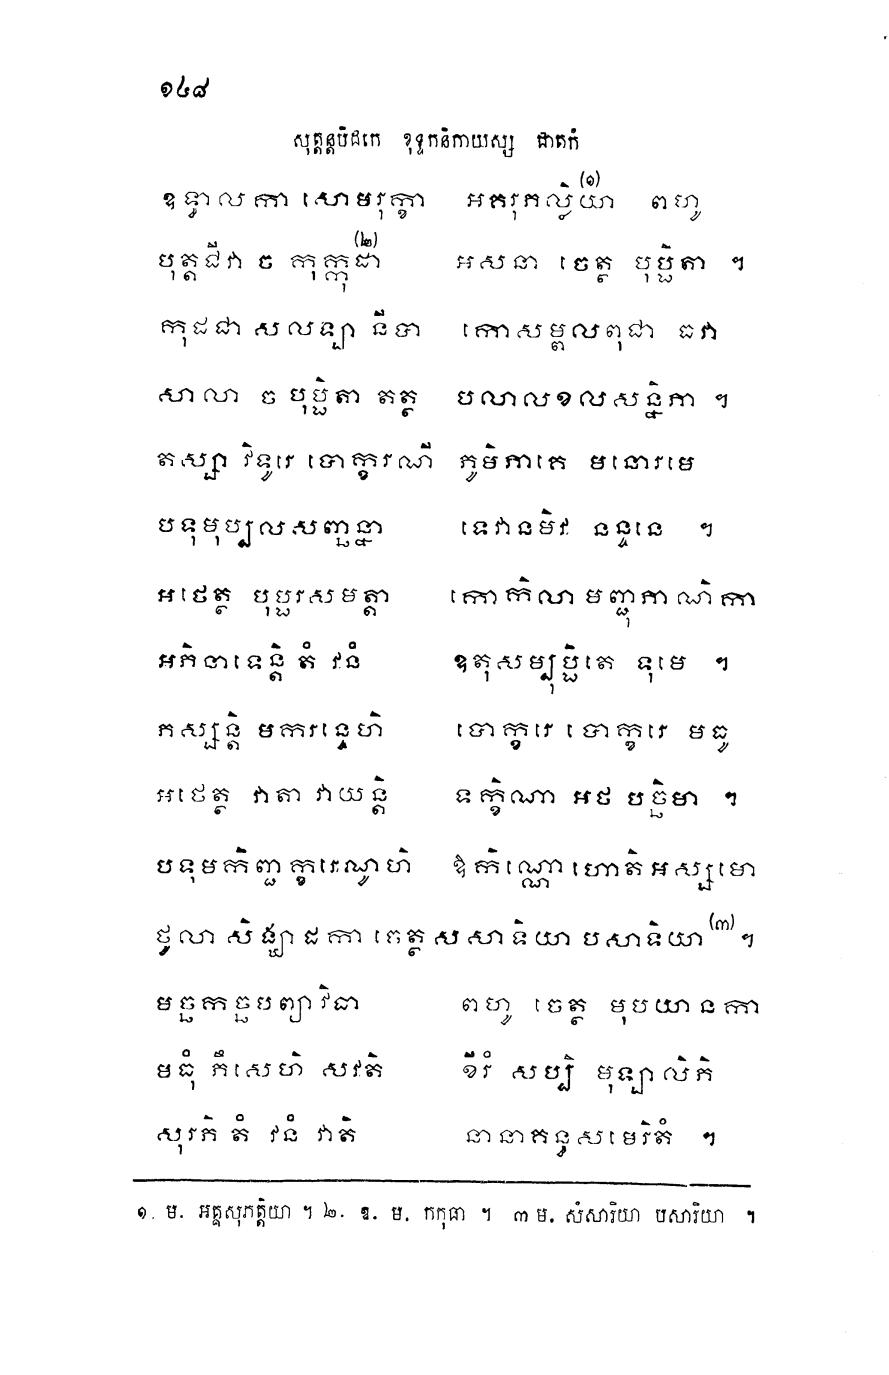 ១៤៨
សុត្តន្តបិដកេ ខុទ្ទកនិកាយស្ស ជាតកំ
ឧទ្ទាលកា សោមរុក្ខា អគរុភល្លិយា (១) ពហូ
បុត្តជីវា ច កុក្កុដា (២) អសនា ចេត្ថ បុប្ផិតា ។
កុដជា សលឡា នីបា កោសម្ពលពុជា ធវា
សាលា ច បុប្ផិតា តត្ថ បលាលខលសន្និភា ។
តស្សា វិទូរេ បោក្ខរណី ភូមិភាគេ មនោរមេ
បទុមុប្បលសញ្ឆន្នា ទេវានមិវ នន្ទនេ ។
អថេត្ថ បុប្ផរសមត្តា កោកិលា មញ្ជុភាណិកា
អភិនាទេន្តិ តំ វនំ ឧតុសម្បុប្ផិតេ ទុមេ ។
ភស្សន្តិ មករន្ទេហិ បោក្ខរេ បោក្ខរេ មធូ
អថេត្ថ វាតា វាយន្តិ ទក្ខិណា អថ បច្ឆិមា ។
បទុមកិញ្ជក្ខរេណូហិ ឱកិណ្ណោ ហោតិ អស្សមោ
ថូលា សិង្ឃាដកា ចេត្ថ សសាទិយា បសាទិយា (៣) ។
មច្ឆកច្ឆបព្យាវិធា ពហូ ចេត្ថ មុបយានកា
មធុំ ភឹសេហិ សវតិ ខីរំ សប្បិ មុឡាលិភិ
សុរភិ តំ វនំ វាតិ នានាគន្ធសមេរិតំ ។
១. ម. អគ្គសុភត្តិយា ។ ២. ឱ. ម. កកុធា ។ ៣ ម. សំសារិយា បសារិយា ។